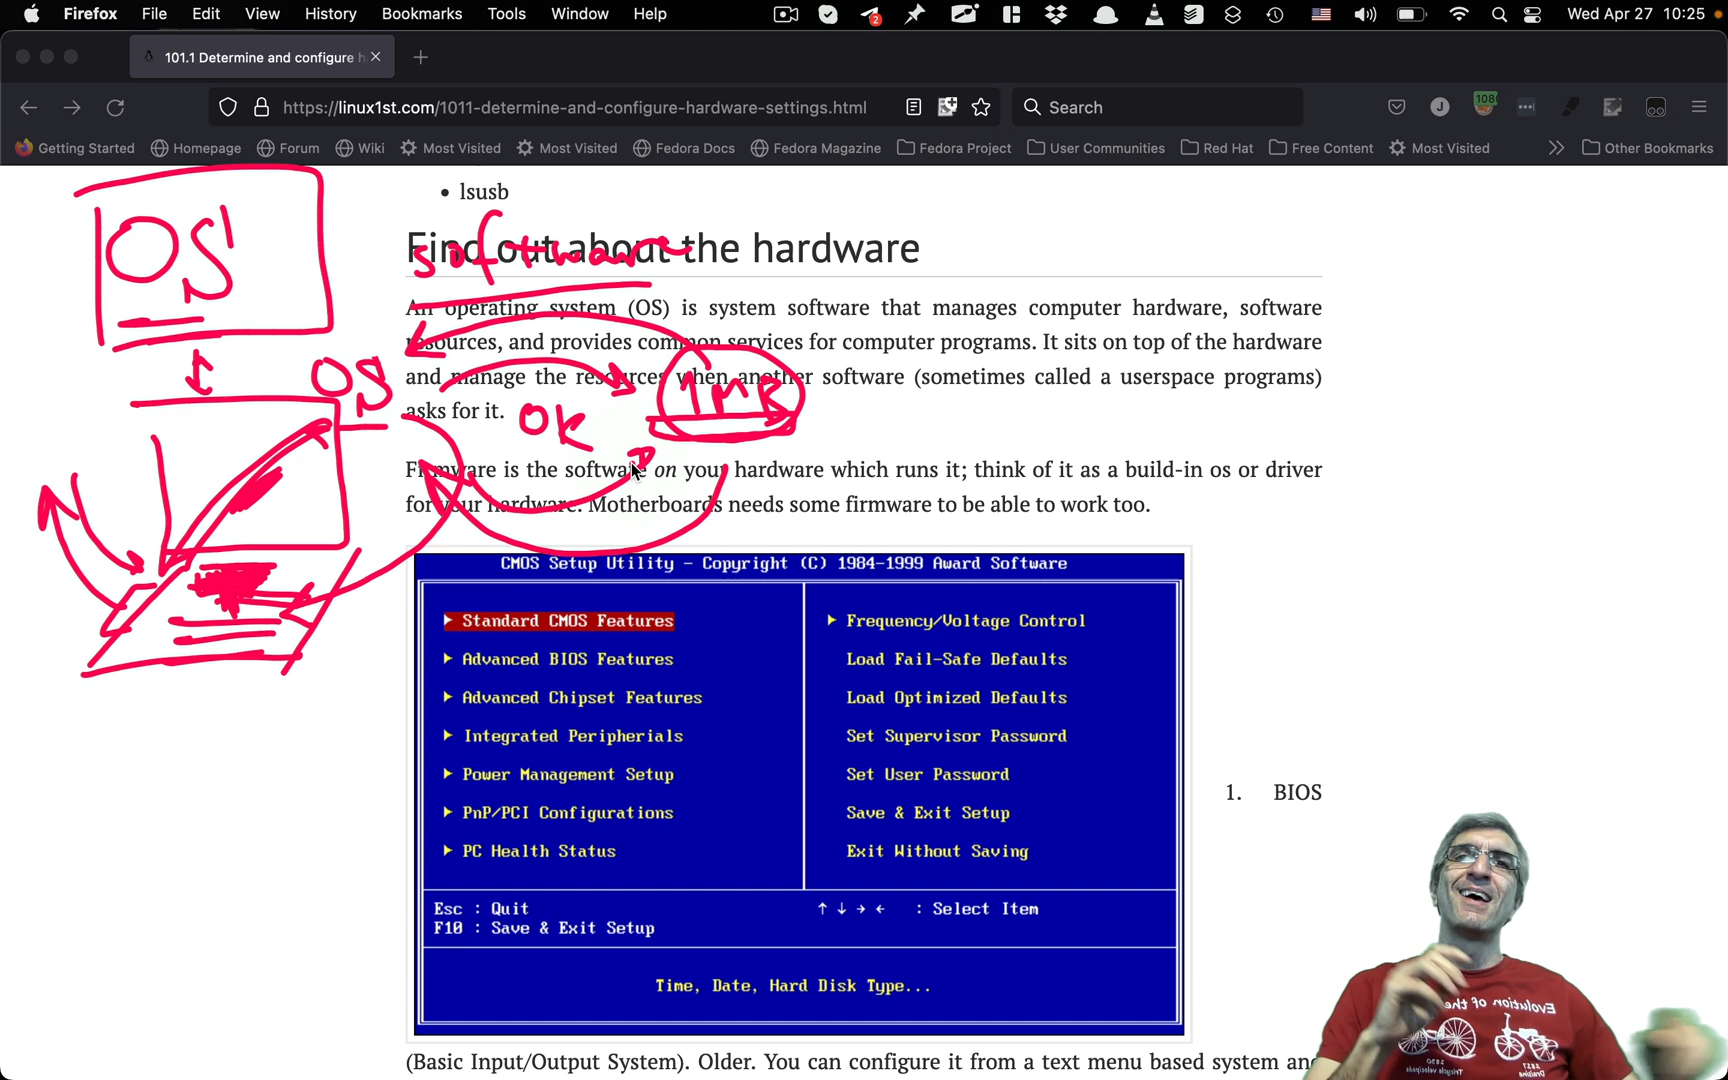 Firefox File Edit View History Bookmarks Tools Window Help 2 Wed Apr 27 10:25
101.1 Determine and configure h
https://linux1st.com/1011-determine-and-configure-hardware-settings.html Search J 108
Getting Started Homepage Forum Wiki Most Visited Most Visited Fedora Docs Fedora Magazine Fedora Project User Communities Red Hat Free Content Most Visited Other Bookmarks
• lsusb
Find out about the hardware
software
OS
An operating system (OS) is system software that manages computer hardware, software
resources, and provides common services for computer programs. It sits on top of the hardware
and manage the resources when another software (sometimes called a userspace programs)
asks for it.
OS
OK
1MB
Firmware is the software on your hardware which runs it; think of it as a build-in os or driver
for your hardware. Motherboards needs some firmware to be able to work too.
CMOS Setup Utility - Copyright (C) 1984-1999 Award Software
Standard CMOS Features
Advanced BIOS Features
Advanced Chipset Features
Integrated Peripherials
Power Management Setup
PnP/PCI Configurations
PC Health Status
Frequency/Voltage Control
Load Fail-Safe Defaults
Load Optimized Defaults
Set Supervisor Password
Set User Password
Save & Exit Setup
Exit Without Saving
Esc : Quit
F10 : Save & Exit Setup
↑ ↓ → ← : Select Item
Time, Date, Hard Disk Type...
1. BIOS
(Basic Input/Output System). Older. You can configure it from a text menu based system and
Evolution of the